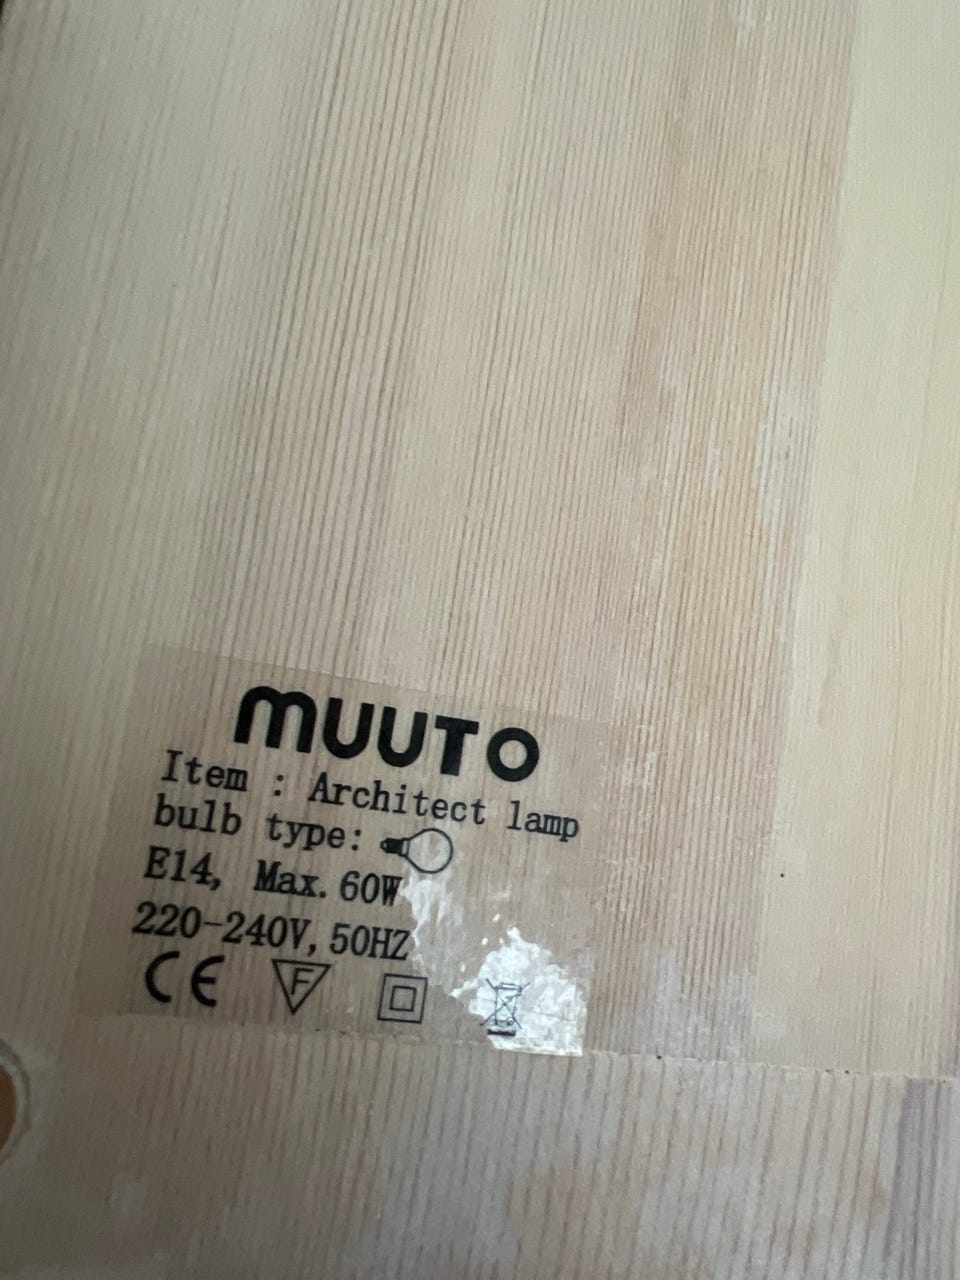 muuto
Item : Architect lamp
bulb type:
E14, Max. 60W
220-240V, 50HZ
CE F